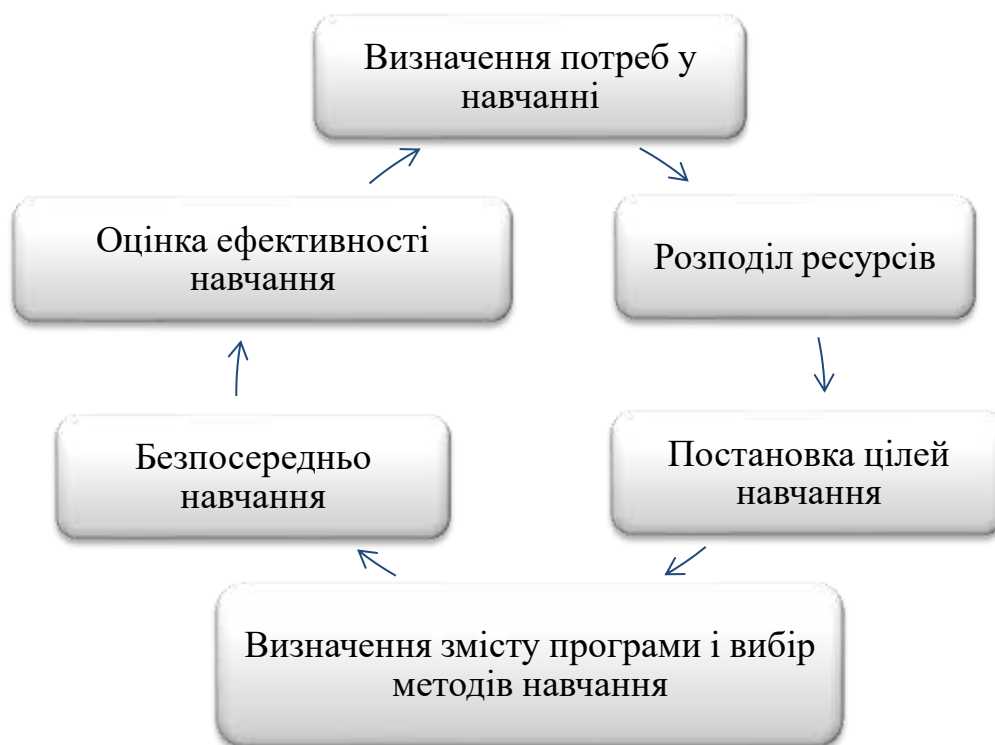 Визначення потреб у
навчанні
Розподіл ресурсів
Постановка цілей
навчання
Визначення змісту програми і вибір
методів навчання
Безпосередньо
навчання
Оцінка ефективності
навчання